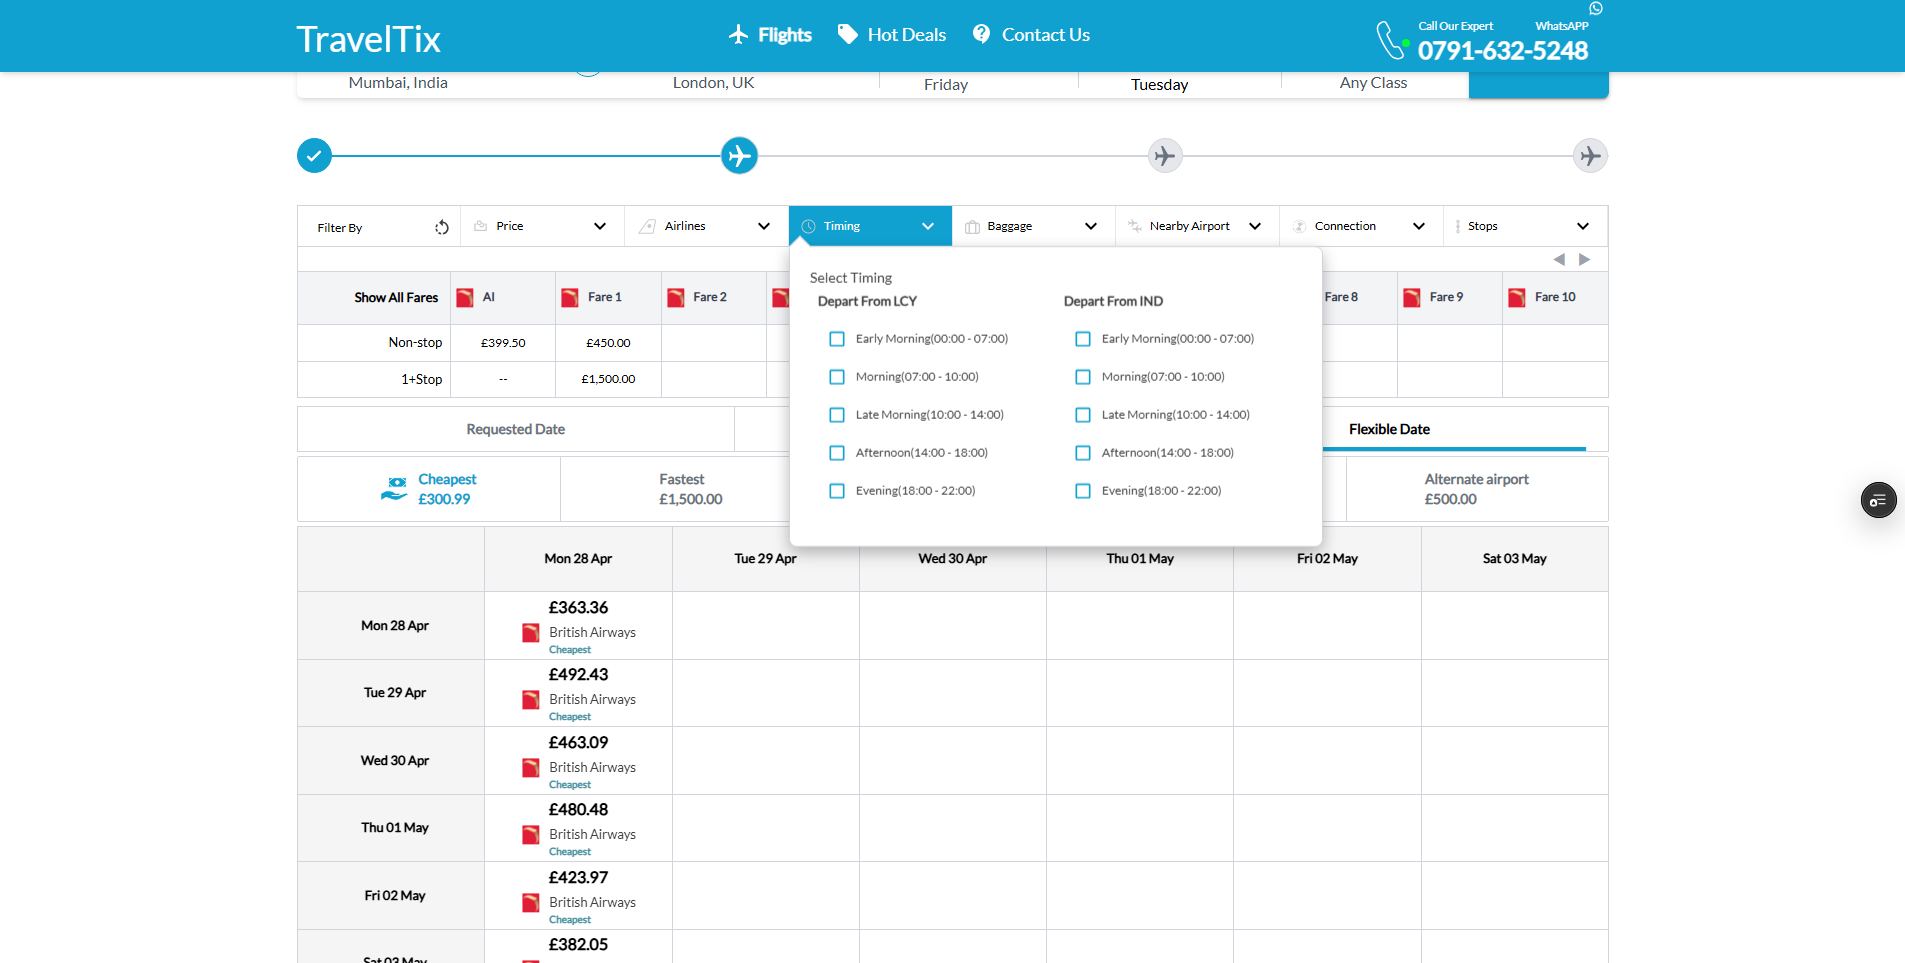 TravelTix
Flights
Hot Deals
Contact Us
Call Our Expert
WhatsAPP
0791-632-5248
Mumbai, India
London, UK
Friday
Tuesday
Any Class
Filter By
Price
Airlines
Timing
Baggage
Nearby Airport
Connection
Stops
Select Timing
Depart From LCY
Depart From IND
Early Morning(00:00 - 07:00)
Early Morning(00:00 - 07:00)
Morning(07:00 - 10:00)
Morning(07:00 - 10:00)
Late Morning(10:00 - 14:00)
Late Morning(10:00 - 14:00)
Afternoon(14:00 - 18:00)
Afternoon(14:00 - 18:00)
Evening(18:00 - 22:00)
Evening(18:00 - 22:00)
Show All Fares
AI
Fare 1
Fare 2
Fare 8
Fare 9
Fare 10
Non-stop
£399.50
£450.00
1+Stop
--
£1,500.00
Requested Date
Flexible Date
Cheapest
£300.99
Fastest
£1,500.00
Alternate airport
£500.00
Mon 28 Apr
Tue 29 Apr
Wed 30 Apr
Thu 01 May
Fri 02 May
Sat 03 May
Mon 28 Apr
£363.36
British Airways
Cheapest
Tue 29 Apr
£492.43
British Airways
Cheapest
Wed 30 Apr
£463.09
British Airways
Cheapest
Thu 01 May
£480.48
British Airways
Cheapest
Fri 02 May
£423.97
British Airways
Cheapest
Sat 03 May
£382.05